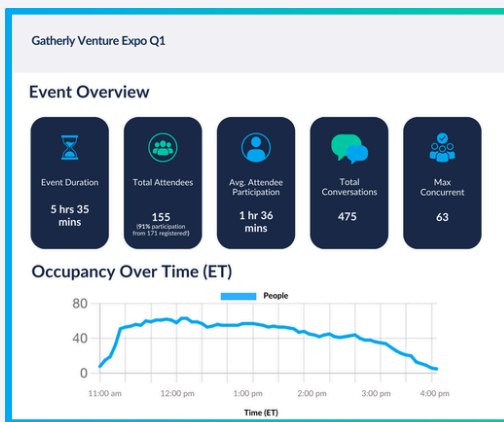 Gatherly Venture Expo Q1
Event Overview
Event Duration
5 hrs 35
mins
Total Attendees
155
(91% participation
from 171 registered!)
Avg. Attendee
Participation
1 hr 36
mins
Total
Conversations
475
Max
Concurrent
63
Occupancy Over Time (ET)
People
80
40
0
11:00 am 12:00 pm 1:00 pm 2:00 pm 3:00 pm 4:00 pm
Time (ET)